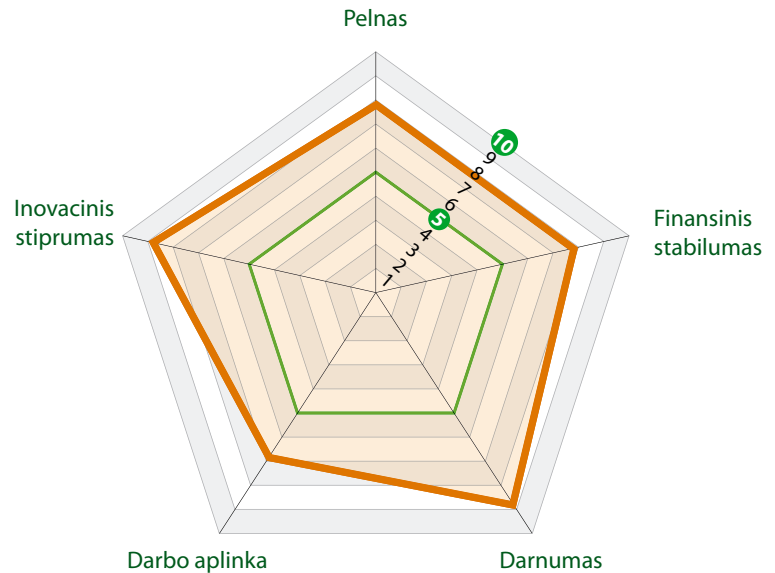 Pelnas
10
9
8
7
6
5
4
3
2
1
Inovacinis
stiprumas
Finansinis
stabilumas
Darbo aplinka
Darnumas